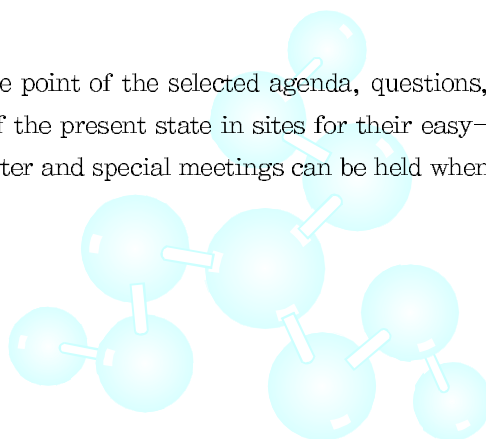 e point of the selected agenda, questions,
f the present state in sites for their easy-
ter and special meetings can be held when